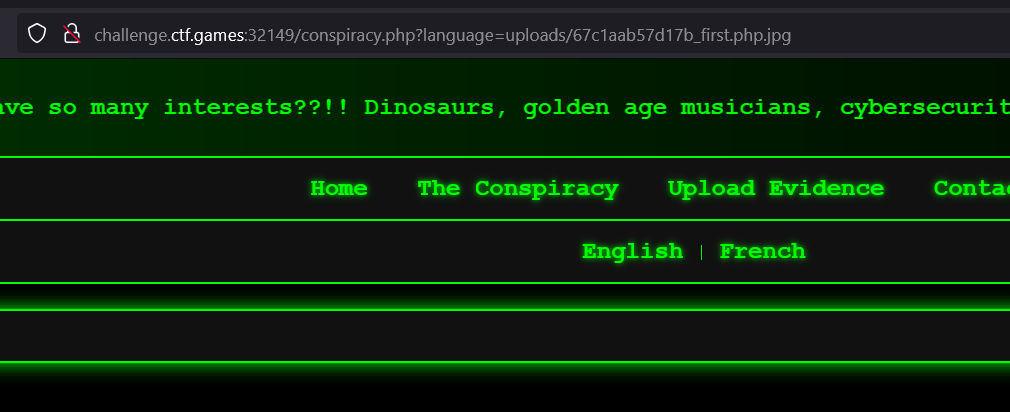 challenge.ctf.games:32149/conspiracy.php?language=uploads/67c1aab57d17b_first.php.jpg
ave so many interests??!! Dinosaurs, golden age musicians, cybersecurit
Home The Conspiracy Upload Evidence Contac
English | French